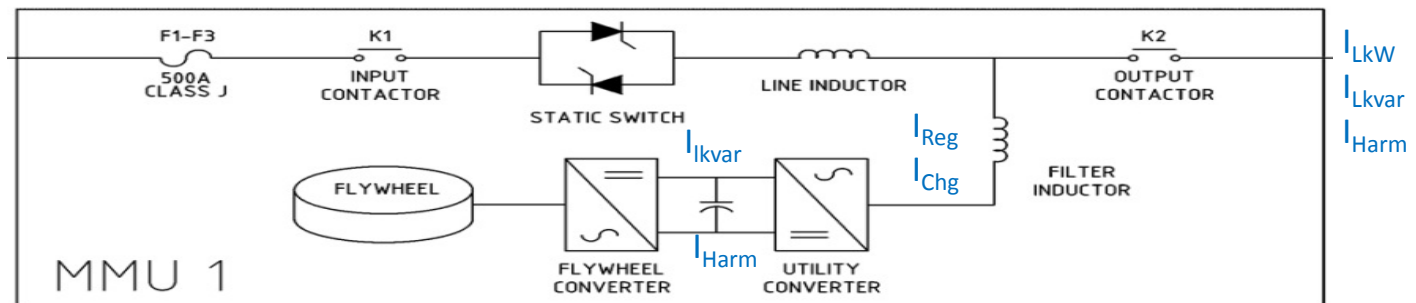 F1-F3
500A
CLASS J
K1
INPUT
CONTACTOR
STATIC SWITCH
LINE INDUCTOR
K2
OUTPUT
CONTACTOR
ILkW
ILkvar
IHarm
IReg
IChg
FILTER
INDUCTOR
Ilkvar
IHarm
FLYWHEEL
FLYWHEEL
CONVERTER
UTILITY
CONVERTER
MMU 1